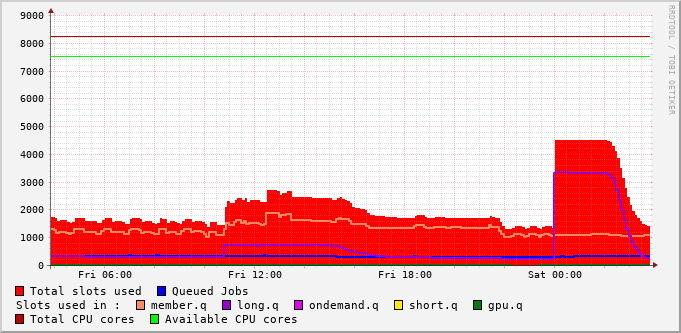 9000
8000
7000
6000
5000
4000
3000
2000
1000
0
Fri 06:00 Fri 12:00 Fri 18:00 Sat 00:00
Total slots used Queued Jobs
Slots used in : member.q long.q ondemand.q short.q gpu.q
Total CPU cores Available CPU cores
RRDTOOL / TOBI OETIKER